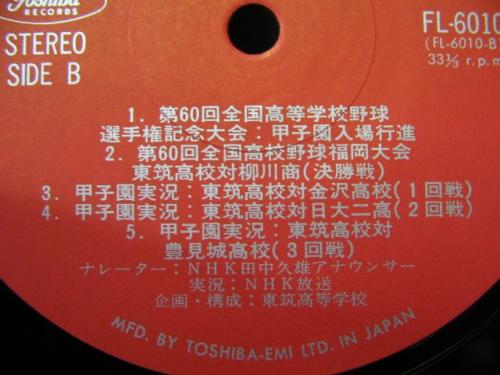 Toshiba
RECORDS
STEREO
SIDE B
FL-6010
(FL-6010-B
33⅓ r.p.m
1. 第60回全国高等学校野球
選手権記念大会：甲子園入場行進
2. 第60回全国高校野球福岡大会
東筑高校対柳川商(決勝戦)
3. 甲子園実況：東筑高校対金沢高校(1回戦)
4. 甲子園実況：東筑高校対日大二高(2回戦)
5. 甲子園実況：東筑高校対
豊見城高校(3回戦)
ナレーター：NHK田中久雄アナウンサー
実況：NHK放送
企画・構成：東筑高等学校
MFD. BY TOSHIBA-EMI LTD. IN JAPAN